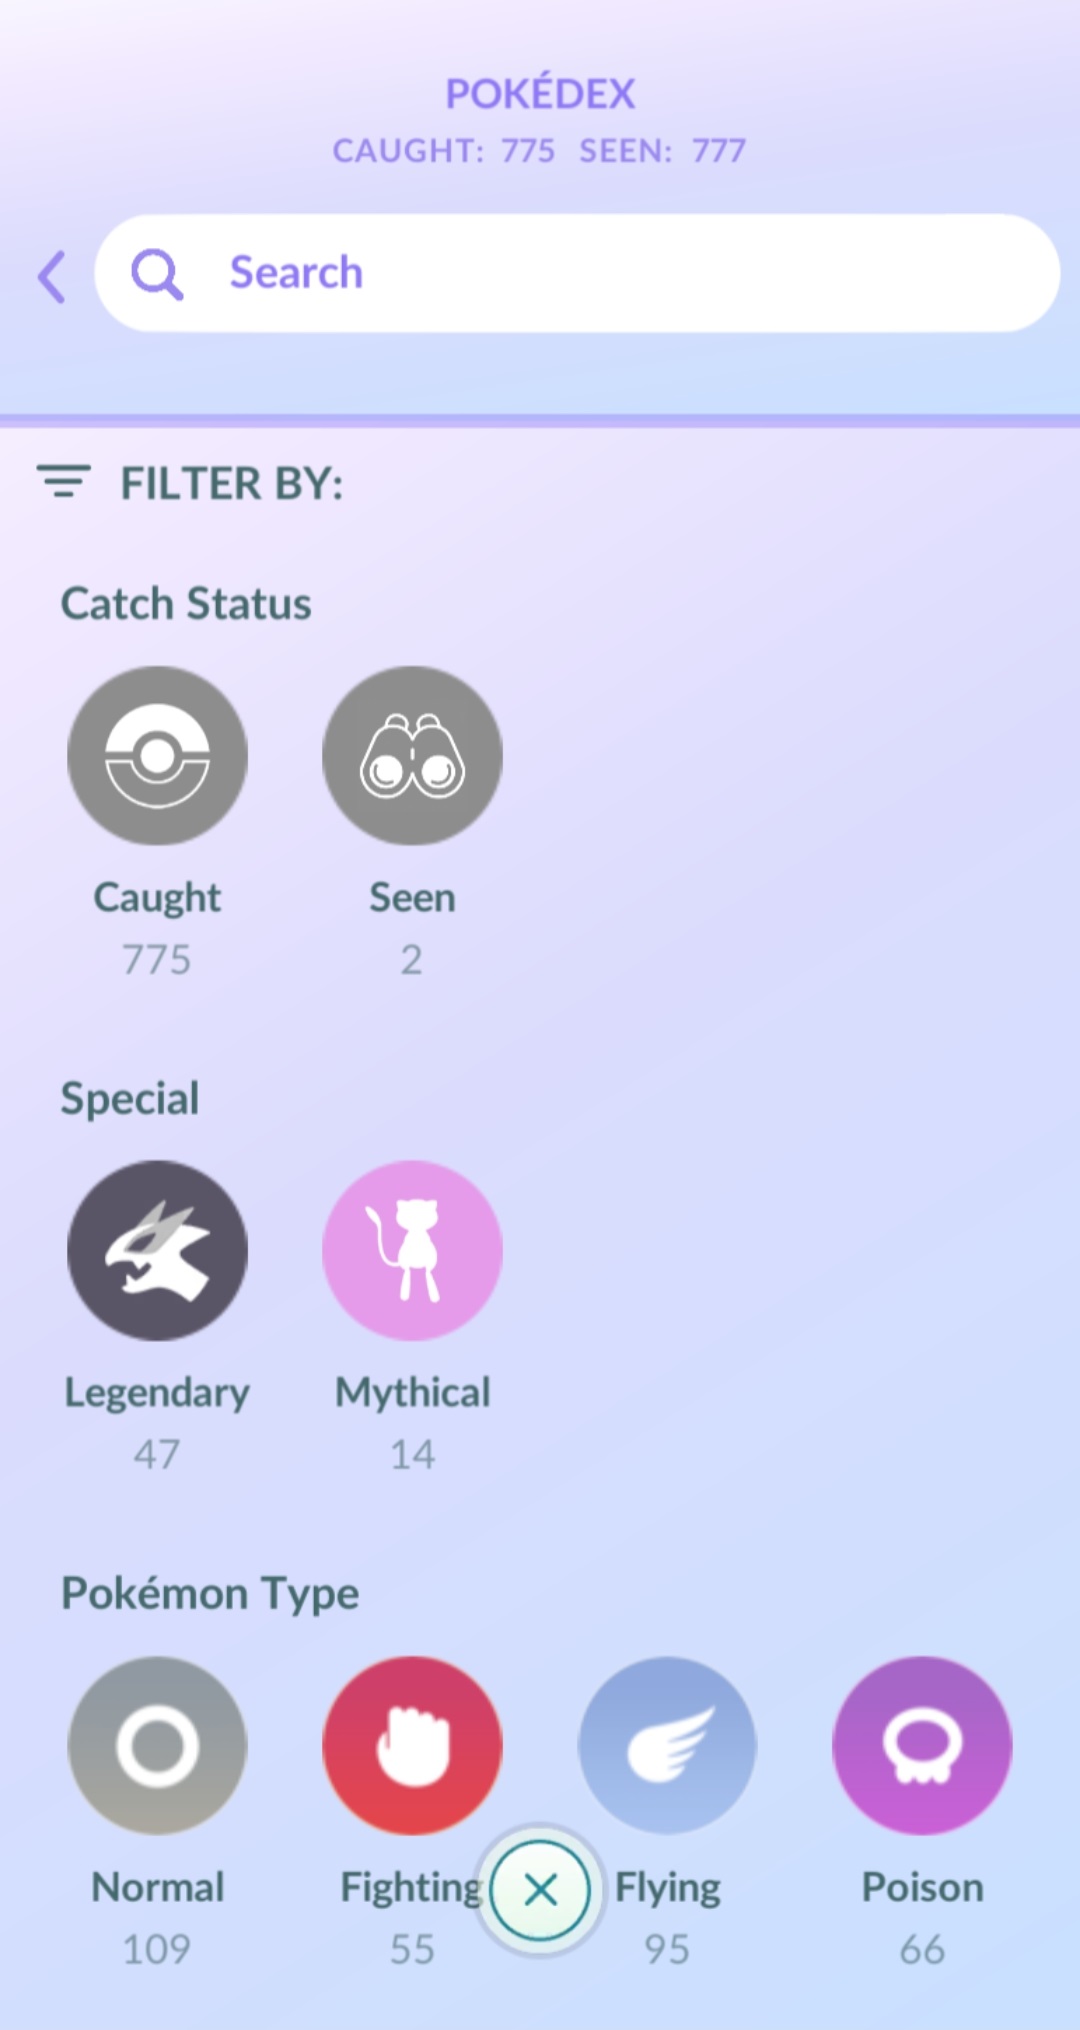 POKÉDEX
CAUGHT: 775 SEEN: 777
Search
FILTER BY:
Catch Status
Caught Seen
775 2
Special
Legendary Mythical
47 14
Pokémon Type
Normal Fighting Flying Poison
109 55 95 66